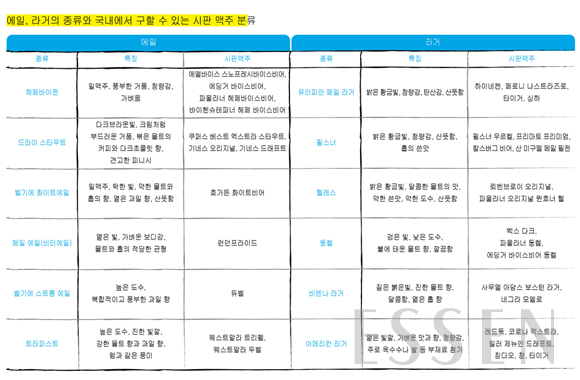 에일, 라거의 종류와 국내에서 구할 수 있는 시판 맥주 분류
에일
라거
종류
특징
시판맥주
종류
특징
시판맥주
헤페바이젠
밀맥주, 풍부한 거품, 청량감,
가벼움
에델바이스 스노프레시바이스비어,
에딩거 바이스비어,
파울라너 헤페바이스비어,
바이헨슈테파너 헤페 바이스비어
유러피안 페일 라거
밝은 황금빛, 청량감, 탄산감, 산뜻함
하이네켄, 페로니 나스트라즈로,
타이거, 싱하
드라이 스타우트
다크브라운빛, 크림처럼
부드러운 거품, 볶은 몰트의
커피와 다크초콜릿 향,
견고한 피니시
쿠퍼스 베스트 엑스트라 스타우트,
기네스 오리지널, 기네스 드래프트
필스너
밝은 황금빛, 청량감, 산뜻함,
홉의 쓴맛
필스너 우르켈, 프리마토 프리미엄,
칼스버그 비어, 산 미구엘 페일 필젠
벨기에 화이트에일
밀맥주, 탁한 빛, 약한 몰트와
홉의 향, 옅은 과일 향, 산뜻함
호가든 화이트비어
헬레스
밝은 황금빛, 달콤한 몰트의 맛,
약한 쓴맛, 약한 도수, 산뜻함
뢰벤브로이 오리지널,
파울라너 오리지널 뮌흐너 헬
페일 에일(비터에일)
옅은 빛, 가벼운 보디감,
몰트와 홉의 적당한 균형
런던프라이드
둥켈
검은 빛, 낮은 도수,
불에 태운 몰트 향, 깔끔함
벡스 다크,
파울라너 둥켈,
에딩거 바이스비어 둥켈
벨기에 스트롱 에일
높은 도수,
복합적이고 풍부한 과일 향
듀벨
비엔나 라거
짙은 붉은빛, 진한 몰트 향,
달콤함, 옅은 홉 향
사무엘 아담스 보스턴 라거,
네그라 모델로
트라피스트
높은 도수, 진한 빛깔,
강한 몰트 향과 과일 향,
럼과 같은 풍미
웨스트말라 트리펠,
웨스트말라 두벨
아메리칸 라거
옅은 빛깔, 가벼운 맛과 향, 청량감,
주로 옥수수나 쌀 등 부재료 첨가
레드독, 코로나 엑스트라,
밀러 제뉴인 드래프트,
칭다오, 창, 타이거
ESSEN